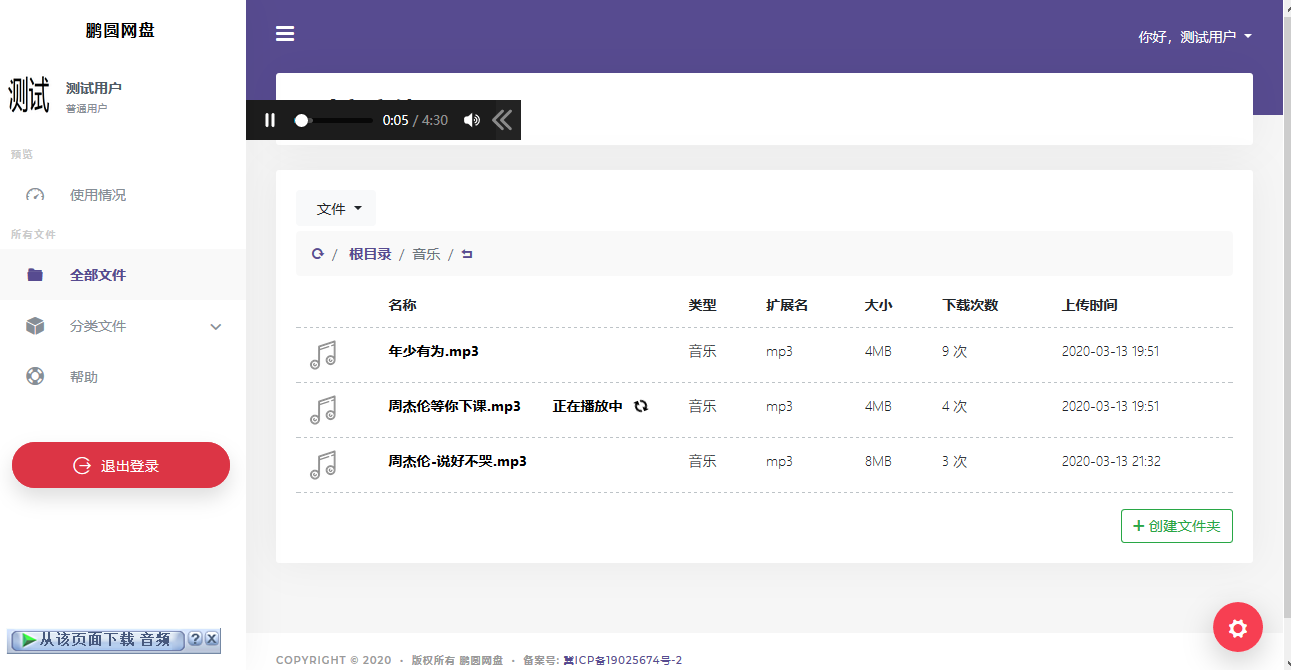 鹏圆网盘
你好，测试用户
测试
测试用户
普通用户
0:05 / 4:30
预览
使用情况
所有文件
全部文件
分类文件
帮助
退出登录
文件
/ 根目录 / 音乐 /
名称 类型 扩展名 大小 下载次数 上传时间
年少有为.mp3 音乐 mp3 4MB 9 次 2020-03-13 19:51
周杰伦等你下课.mp3 正在播放中 音乐 mp3 4MB 4 次 2020-03-13 19:51
周杰伦-说好不哭.mp3 音乐 mp3 8MB 3 次 2020-03-13 21:32
+ 创建文件夹
从该页面下载 音频 ? X
COPYRIGHT © 2020 · 版权所有 鹏圆网盘 · 备案号: 冀ICP备19025674号-2